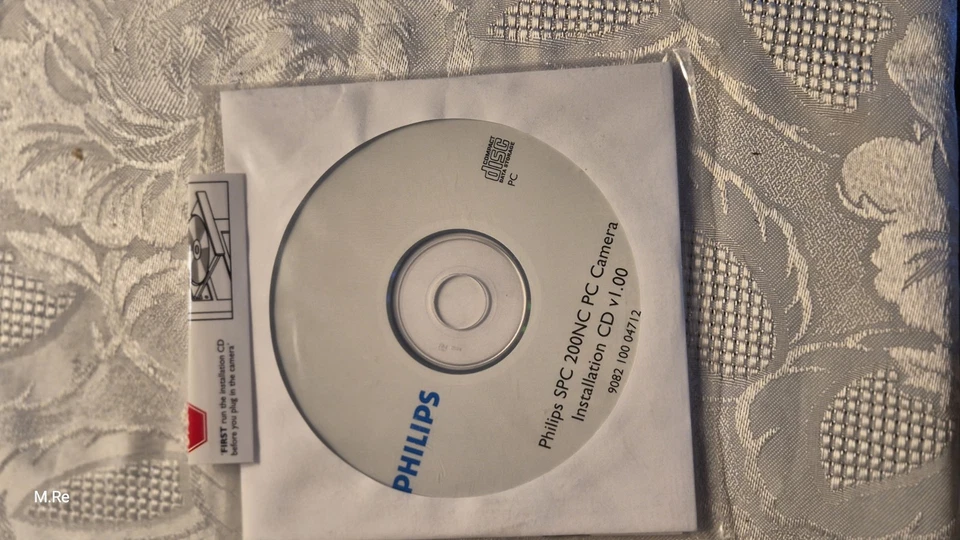 COMPACT
disc
DATA STORAGE
PC
PHILIPS
Philips SPC 200NC PC Camera
Installation CD v1.00
9082 100 04712
'FIRST run the installation CD
before you plug in the camera'
M.Re